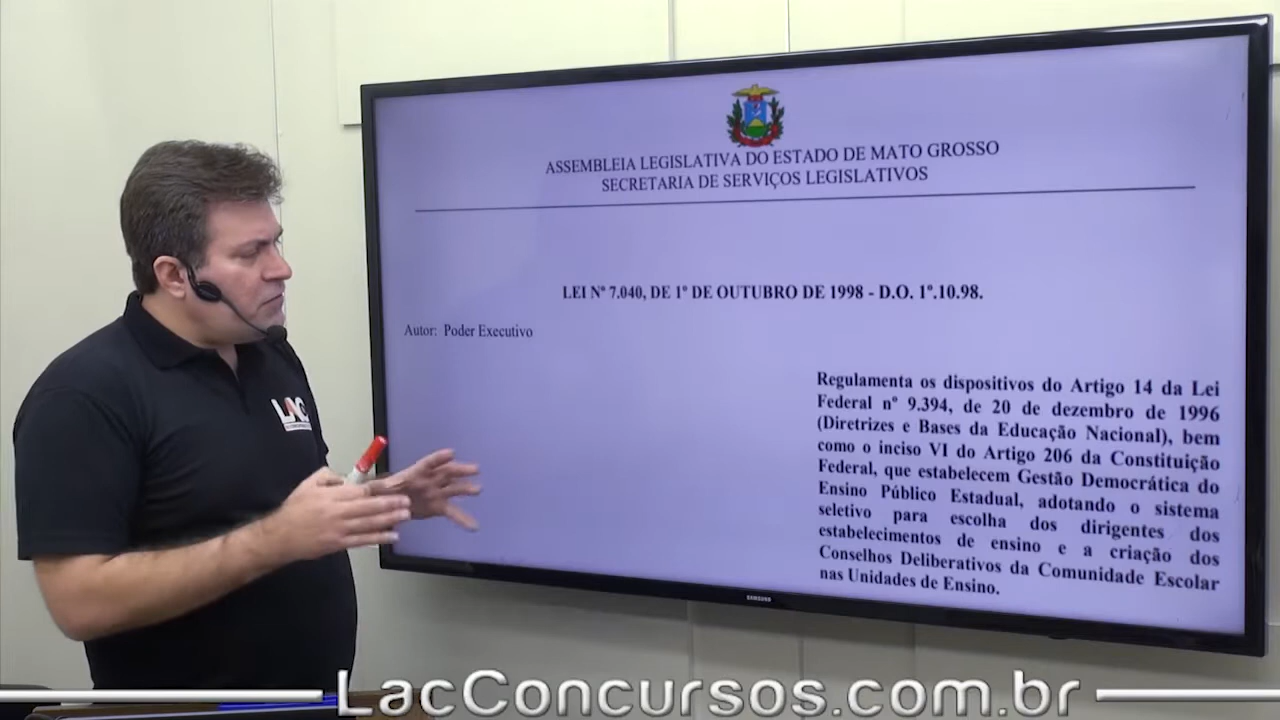 ASSEMBLEIA LEGISLATIVA DO ESTADO DE MATO GROSSO
SECRETARIA DE SERVIÇOS LEGISLATIVOS
LEI Nº 7.040, DE 1º DE OUTUBRO DE 1998 - D.O. 1º.10.98.
Autor: Poder Executivo
Regulamenta os dispositivos do Artigo 14 da Lei
Federal nº 9.394, de 20 de dezembro de 1996
(Diretrizes e Bases da Educação Nacional), bem
como o inciso VI do Artigo 206 da Constituição
Federal, que estabelecem Gestão Democrática do
Ensino Público Estadual, adotando o sistema
seletivo para escolha dos dirigentes dos
estabelecimentos de ensino e a criação dos
Conselhos Deliberativos da Comunidade Escolar
nas Unidades de Ensino.
LAC
SAMSUNG
LacConcursos.com.br